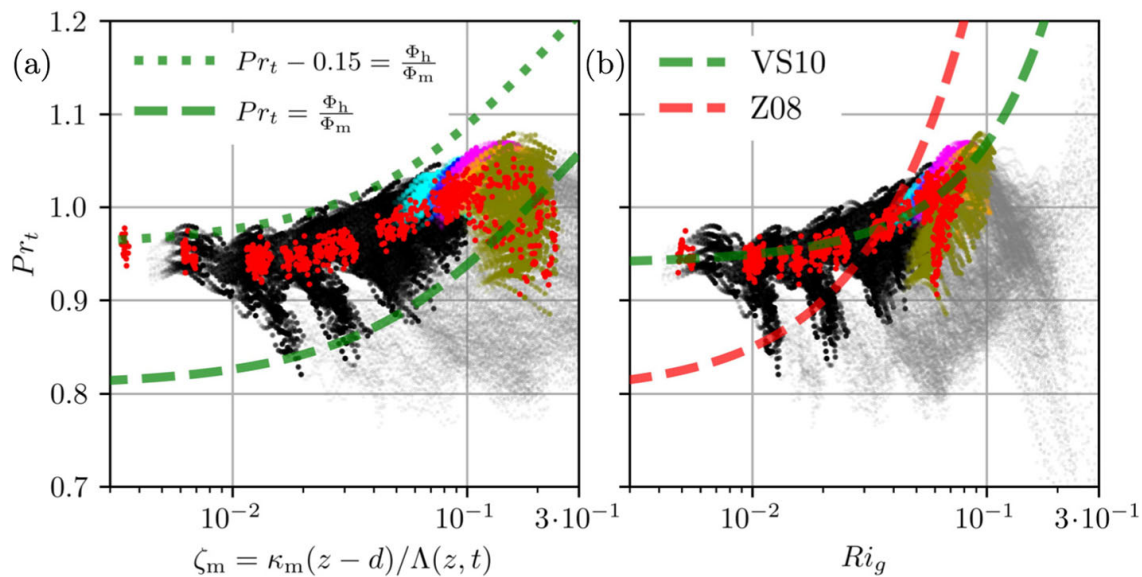 (a)
Pr_t − 0.15 = Φ_h/Φ_m
Pr_t = Φ_h/Φ_m
(b)
VS10
Z08
1.2
1.1
1.0
0.9
0.8
0.7
Pr_t
10^−2
10^−1
3·10^−1
10^−2
10^−1
3·10^−1
ζ_m = κ_m(z − d)/Λ(z, t)
Ri_g